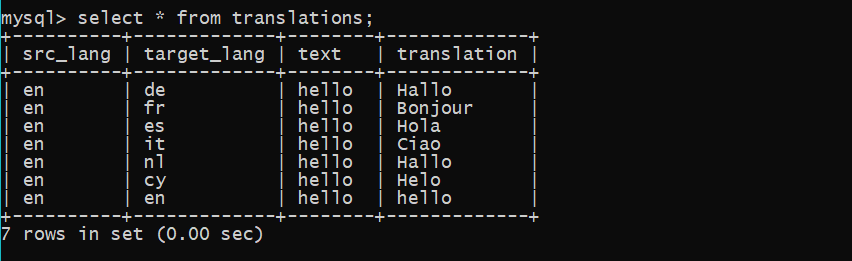 mysql> select * from translations;
+----------+-------------+-------+-------------+
| src_lang | target_lang | text  | translation |
+----------+-------------+-------+-------------+
| en       | de          | hello | Hallo       |
| en       | fr          | hello | Bonjour     |
| en       | es          | hello | Hola        |
| en       | it          | hello | Ciao        |
| en       | nl          | hello | Hallo       |
| en       | cy          | hello | Helo        |
| en       | en          | hello | hello       |
+----------+-------------+-------+-------------+
7 rows in set (0.00 sec)